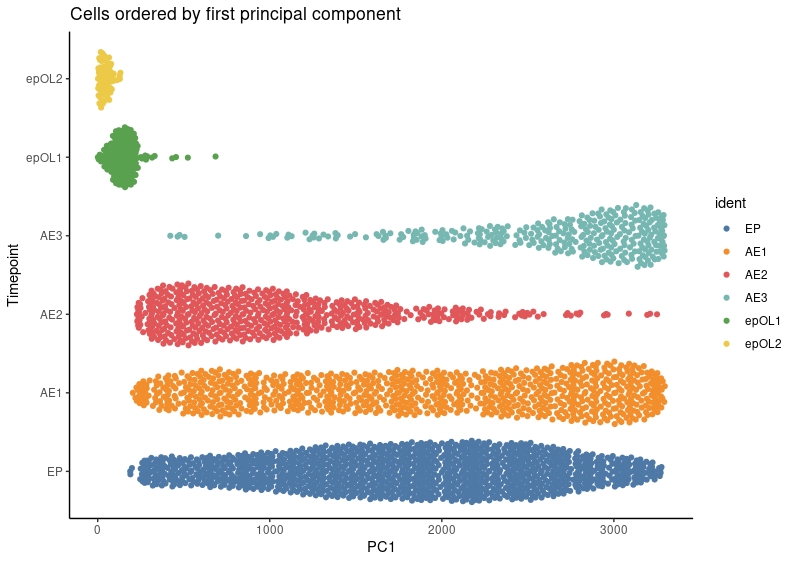 Cells ordered by first principal component
Timepoint
epOL2
epOL1
AE3
AE2
AE1
EP
0
1000
2000
3000
PC1
ident
EP
AE1
AE2
AE3
epOL1
epOL2